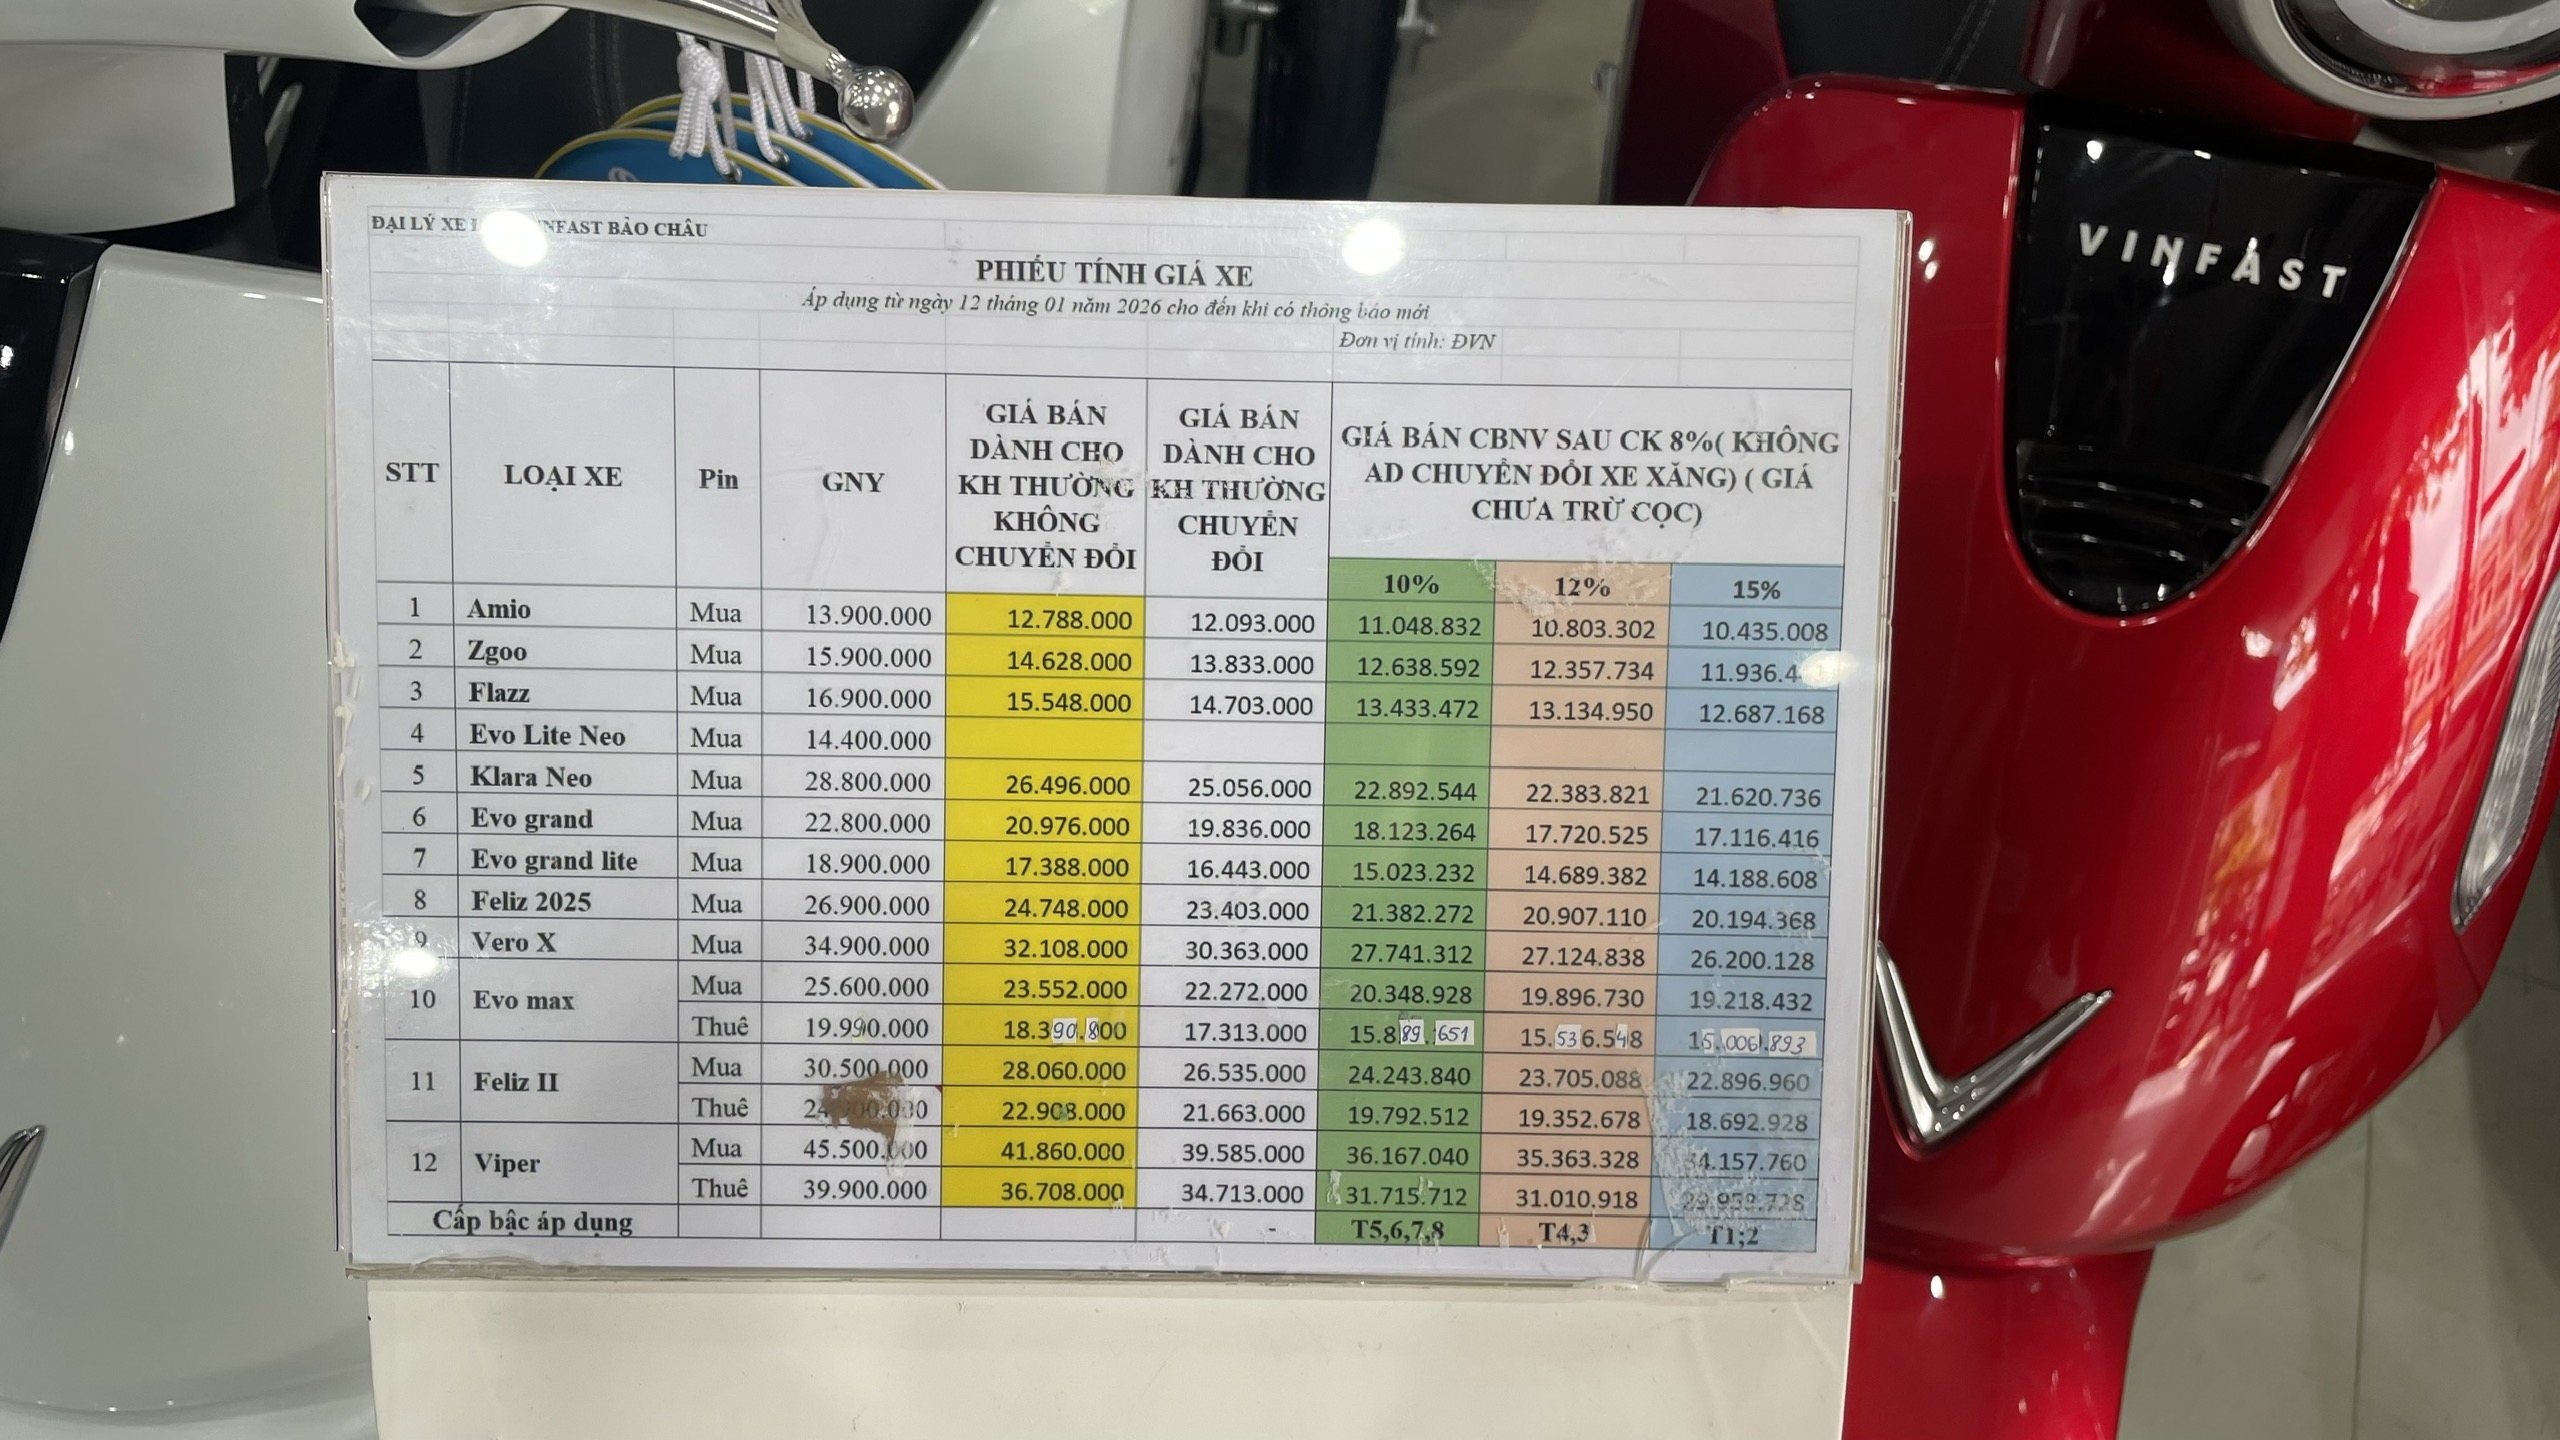 VINFAST
ĐẠI LÝ XE NFAST BẢO CHÂU
PHIẾU TÍNH GIÁ XE
Áp dụng từ ngày 12 tháng 01 năm 2026 cho đến khi có thông báo mới
Đơn vị tính: ĐVN
STT LOẠI XE Pin GNY GIÁ BÁN DÀNH CHO KH THƯỜNG KHÔNG CHUYỂN ĐỔI GIÁ BÁN DÀNH CHO KH THƯỜNG CHUYỂN ĐỔI GIÁ BÁN CBNV SAU CK 8%( KHÔNG AD CHUYỂN ĐỔI XE XĂNG) ( GIÁ CHƯA TRỪ CỌC)
10% 12% 15%
1 Amio Mua 13.900.000 12.788.000 12.093.000 11.048.832 10.803.302 10.435.008
2 Zgoo Mua 15.900.000 14.628.000 13.833.000 12.638.592 12.357.734
3 Flazz Mua 16.900.000 15.548.000 14.703.000 13.433.472 13.134.950 12.687.168
4 Evo Lite Neo Mua 14.400.000
5 Klara Neo Mua 28.800.000 26.496.000 25.056.000 22.892.544 22.383.821 21.620.736
6 Evo grand Mua 22.800.000 20.976.000 19.836.000 18.123.264 17.720.525 17.116.416
7 Evo grand lite Mua 18.900.000 17.388.000 16.443.000 15.023.232 14.689.382 14.188.608
8 Feliz 2025 Mua 26.900.000 24.748.000 23.403.000 21.382.272 20.907.110 20.194.368
9 Vero X Mua 34.900.000 32.108.000 30.363.000 27.741.312 27.124.838 26.200.128
10 Evo max Mua 25.600.000 23.552.000 22.272.000 20.348.928 19.896.730 19.218.432
Thuê 19.990.000 18.390.800 17.313.000 15.889.651 15.536.548 15.006.893
11 Feliz II Mua 30.500.000 28.060.000 26.535.000 24.243.840 23.705.088 22.896.960
Thuê 22.908.000 21.663.000 19.792.512 19.352.678 18.692.928
12 Viper Mua 45.500.000 41.860.000 39.585.000 36.167.040 35.363.328 34.157.760
Thuê 39.900.000 36.708.000 34.713.000 31.715.712 31.010.918
Cấp bậc áp dụng - T5,6,7,8 T4,3 T1;2